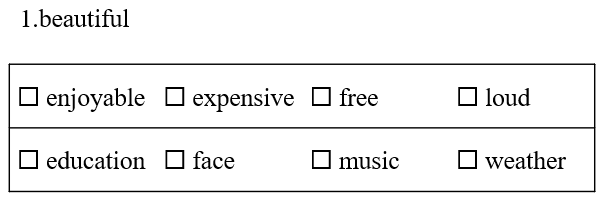 1.beautiful
☐ enjoyable ☐ expensive ☐ free ☐ loud
☐ education ☐ face ☐ music ☐ weather